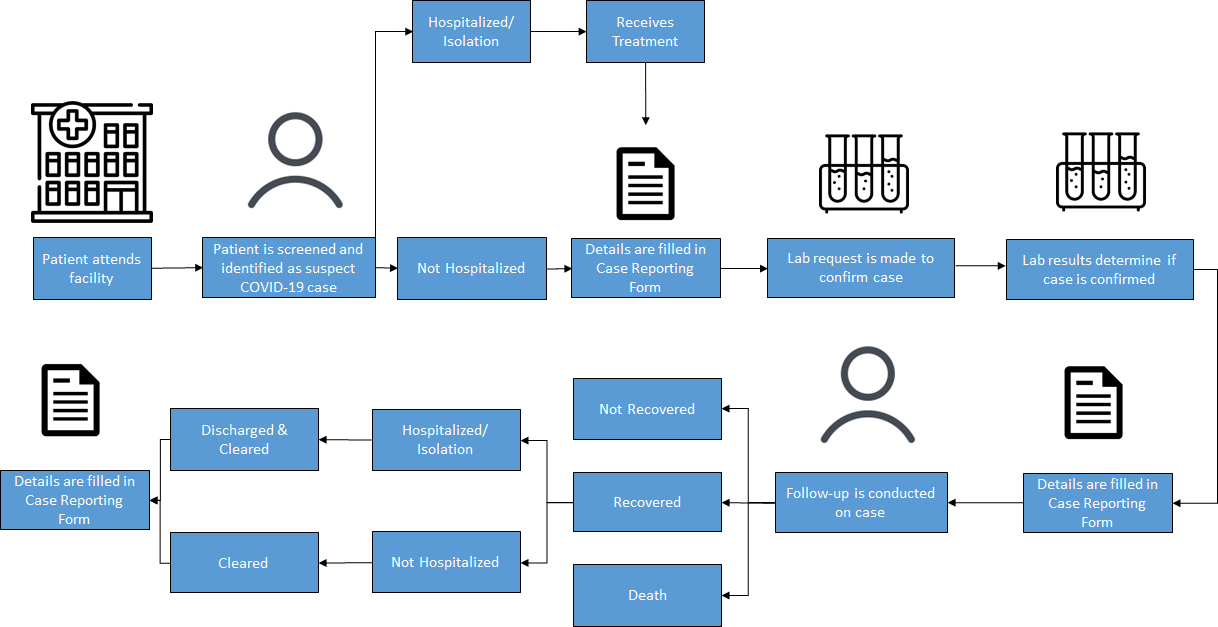 Hospitalized/
Isolation
Receives
Treatment
Patient attends
facility
Patient is screened and
identified as suspect
COVID-19 case
Not Hospitalized
Details are filled in
Case Reporting
Form
Lab request is made to
confirm case
Lab results determine if
case is confirmed
Details are filled in
Case Reporting
Form
Follow-up is conducted
on case
Not Recovered
Recovered
Death
Hospitalized/
Isolation
Not Hospitalized
Discharged &
Cleared
Cleared
Details are filled in
Case Reporting
Form